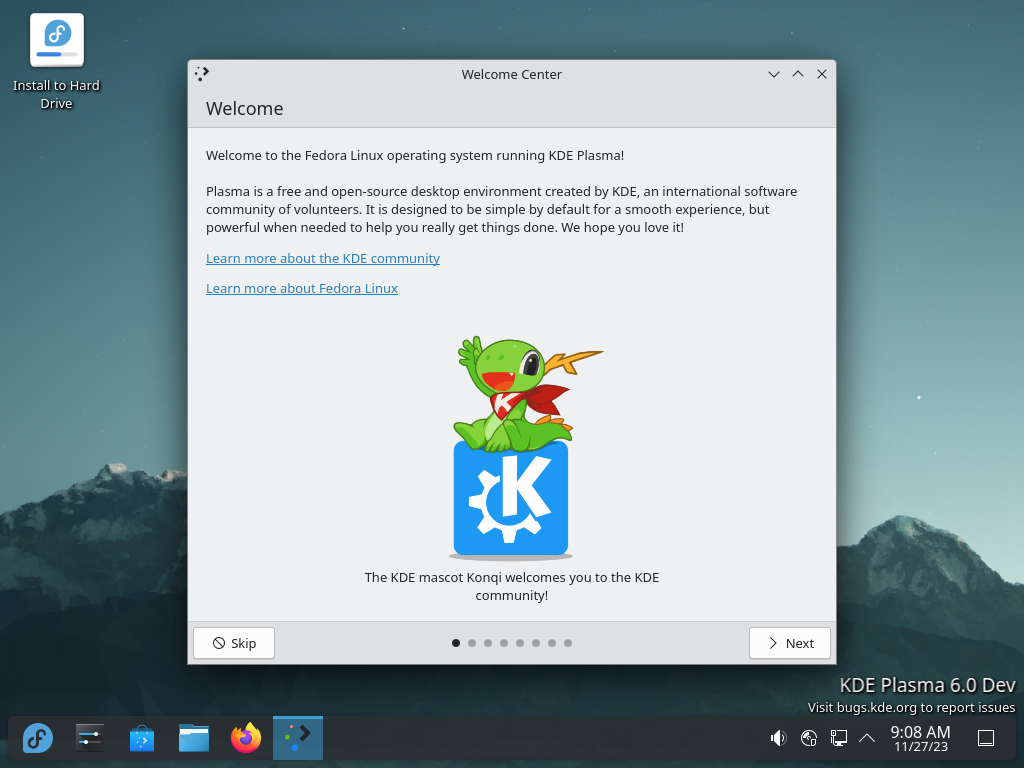 Install to Hard
Drive
Welcome Center
Welcome
Welcome to the Fedora Linux operating system running KDE Plasma!
Plasma is a free and open-source desktop environment created by KDE, an international software
community of volunteers. It is designed to be simple by default for a smooth experience, but
powerful when needed to help you really get things done. We hope you love it!
Learn more about the KDE community
Learn more about Fedora Linux
K
K
The KDE mascot Konqi welcomes you to the KDE
community!
Skip
Next
KDE Plasma 6.0 Dev
Visit bugs.kde.org to report issues
9:08 AM
11/27/23